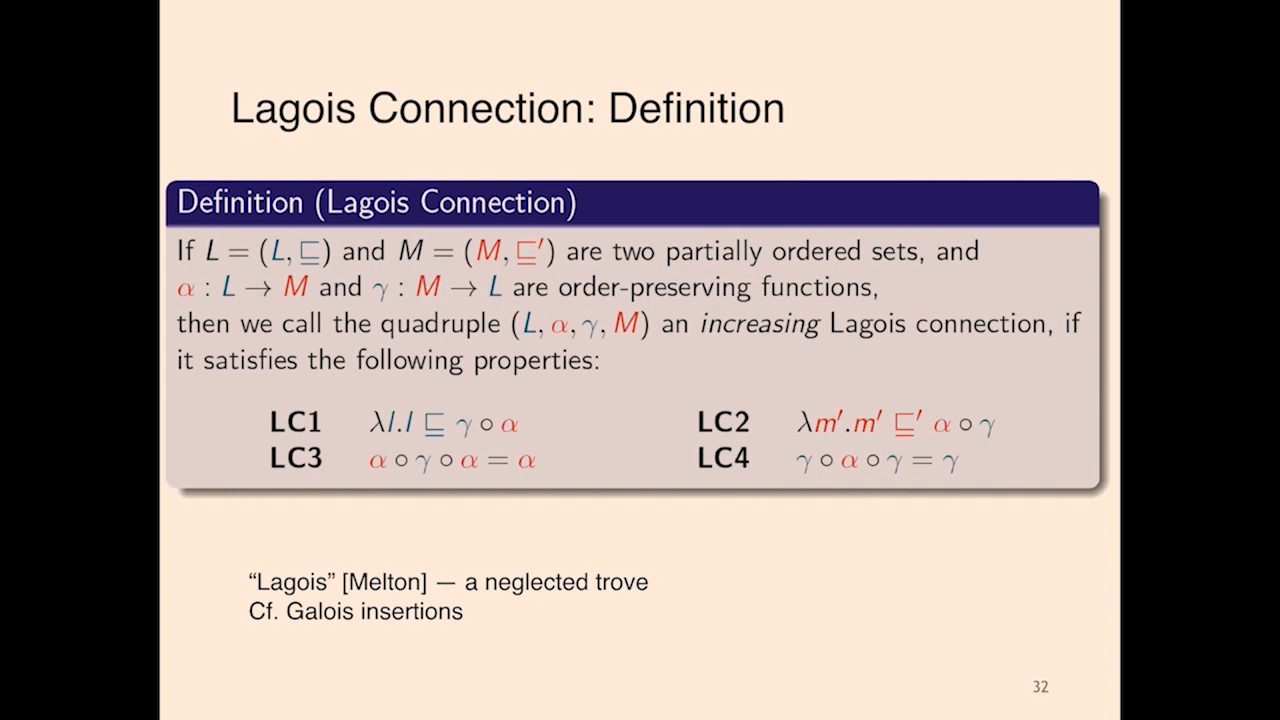 Lagois Connection: Definition
Definition (Lagois Connection)
If L = (L, ⊑) and M = (M, ⊑′) are two partially ordered sets, and
α : L → M and γ : M → L are order-preserving functions,
then we call the quadruple (L, α, γ, M) an increasing Lagois connection, if
it satisfies the following properties:
LC1 λl.l ⊑ γ ∘ α LC2 λm′.m′ ⊑′ α ∘ γ
LC3 α ∘ γ ∘ α = α LC4 γ ∘ α ∘ γ = γ
“Lagois” [Melton] — a neglected trove
Cf. Galois insertions
32